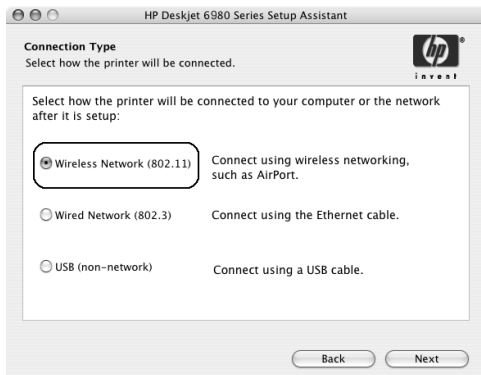 HP Deskjet 6980 Series Setup Assistant
Connection Type
Select how the printer will be connected.
hp
®
invent
Select how the printer will be connected to your computer or the network
after it is setup:
Wireless Network (802.11)
Connect using wireless networking,
such as AirPort.
Wired Network (802.3)
Connect using the Ethernet cable.
USB (non-network)
Connect using a USB cable.
Back
Next